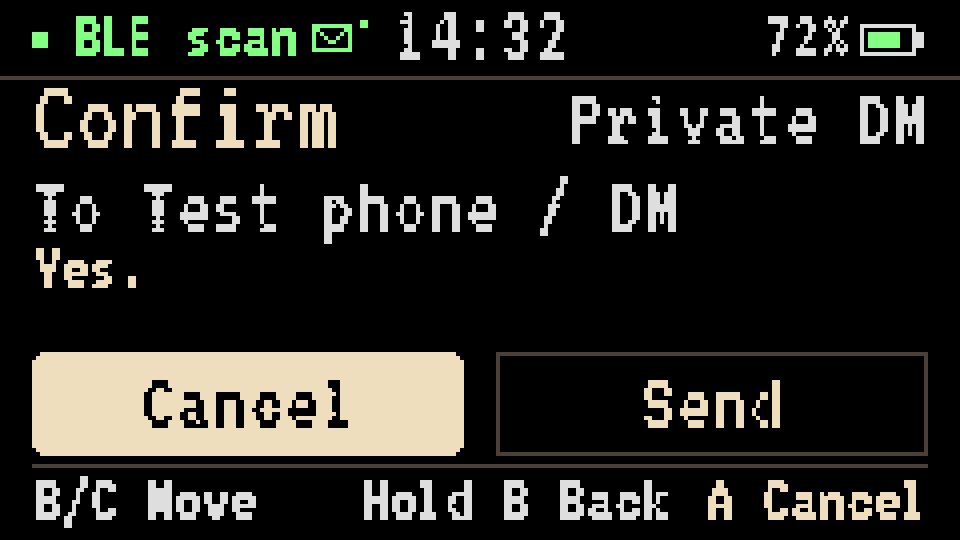 BLE scan 14:32 72%
Confirm Private DM
To Test phone / DM
Yes.
Cancel Send
B/C Move Hold B Back A Cancel